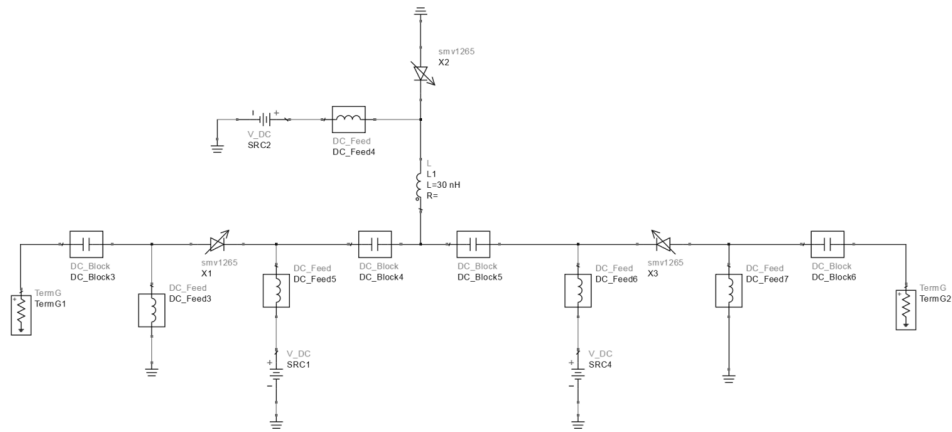 smv1265
X2
V_DC
SRC2
DC_Feed
DC_Feed4
L
L1
L=30 nH
R=
DC_Block
DC_Block3
smv1265
X1
DC_Block
DC_Block4
DC_Block
DC_Block5
smv1265
X3
DC_Block
DC_Block6
TermG
TermG1
DC_Feed
DC_Feed3
DC_Feed
DC_Feed5
DC_Feed
DC_Feed6
DC_Feed
DC_Feed7
TermG
TermG2
V_DC
SRC1
V_DC
SRC4